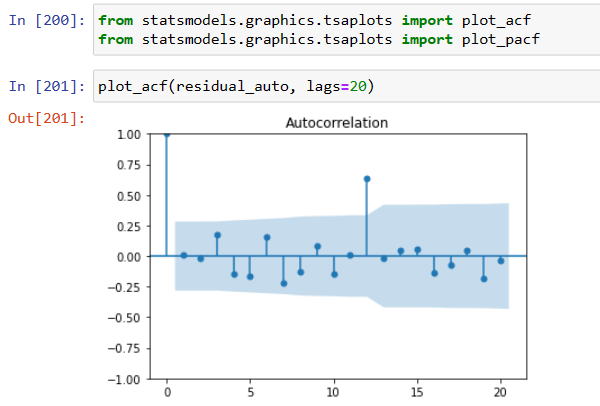 In [200]: from statsmodels.graphics.tsaplots import plot_acf
from statsmodels.graphics.tsaplots import plot_pacf
In [201]: plot_acf(residual_auto, lags=20)
Out[201]:
Autocorrelation
1.00
0.75
0.50
0.25
0.00
−0.25
−0.50
−0.75
−1.00
0 5 10 15 20